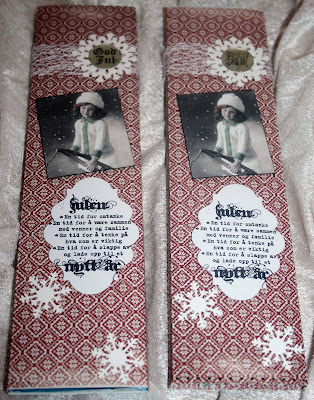 God
Jul
Julen
•En tid for omtanke
•En tid for å være sammen
med venner og familie
•En tid for å tenke på
hva som er viktig
•En tid for å slappe av
og lade opp til et
nytt år
Julen
•En tid for omtanke
•En tid for å være sammen
med venner og familie
•En tid for å tenke på
hva som er viktig
•En tid for å slappe av
og lade opp til et
nytt år